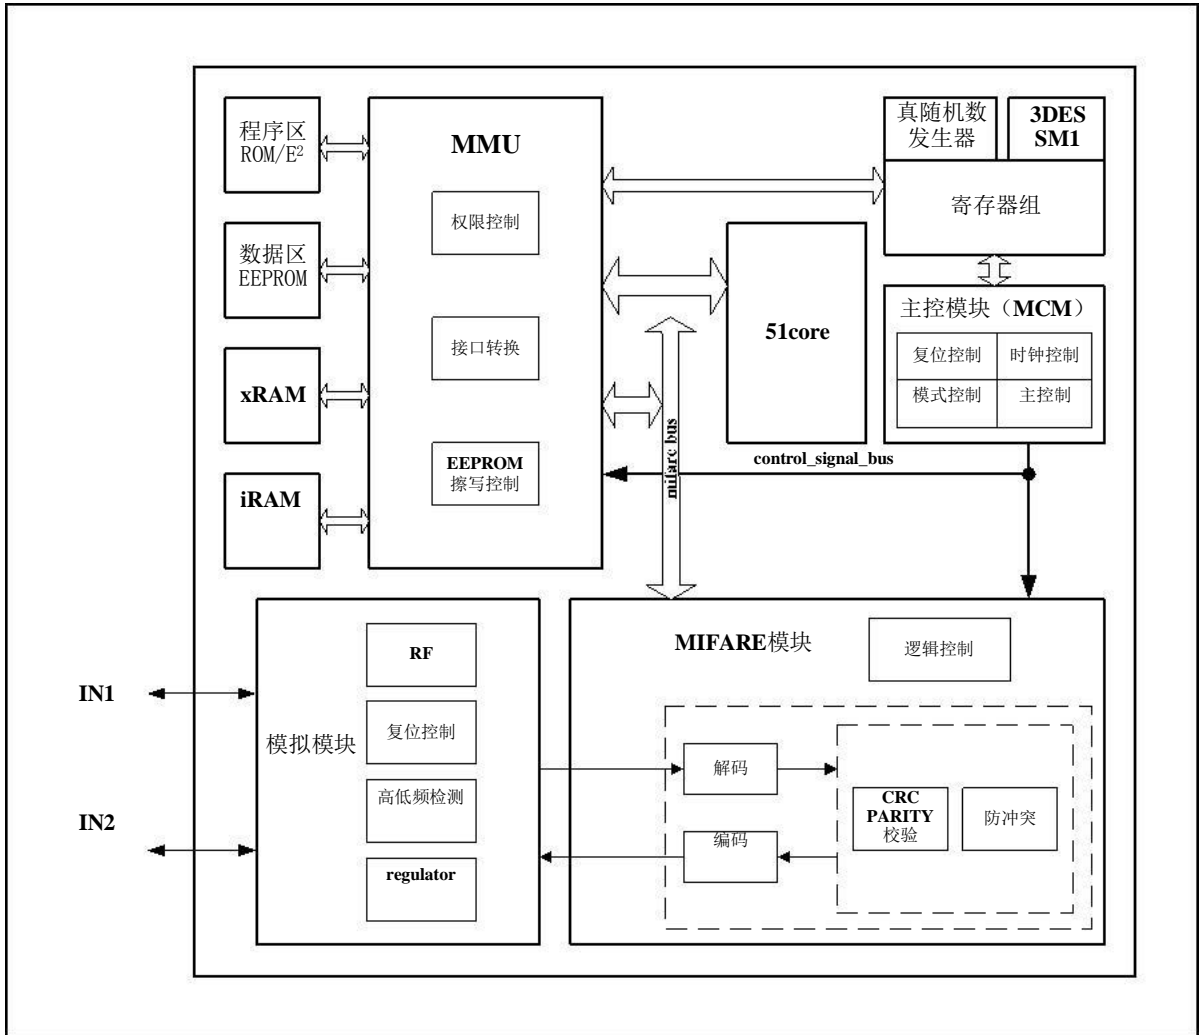 程序区
ROM/E²
数据区
EEPROM
xRAM
iRAM
MMU
权限控制
接口转换
EEPROM
擦写控制
51core
真随机数
发生器
3DES
SM1
寄存器组
主控模块（MCM）
复位控制
时钟控制
模式控制
主控制
control_signal_bus
mifare bus
IN1
IN2
模拟模块
RF
复位控制
高低频检测
regulator
MIFARE模块
逻辑控制
解码
编码
CRC
PARITY
校验
防冲突